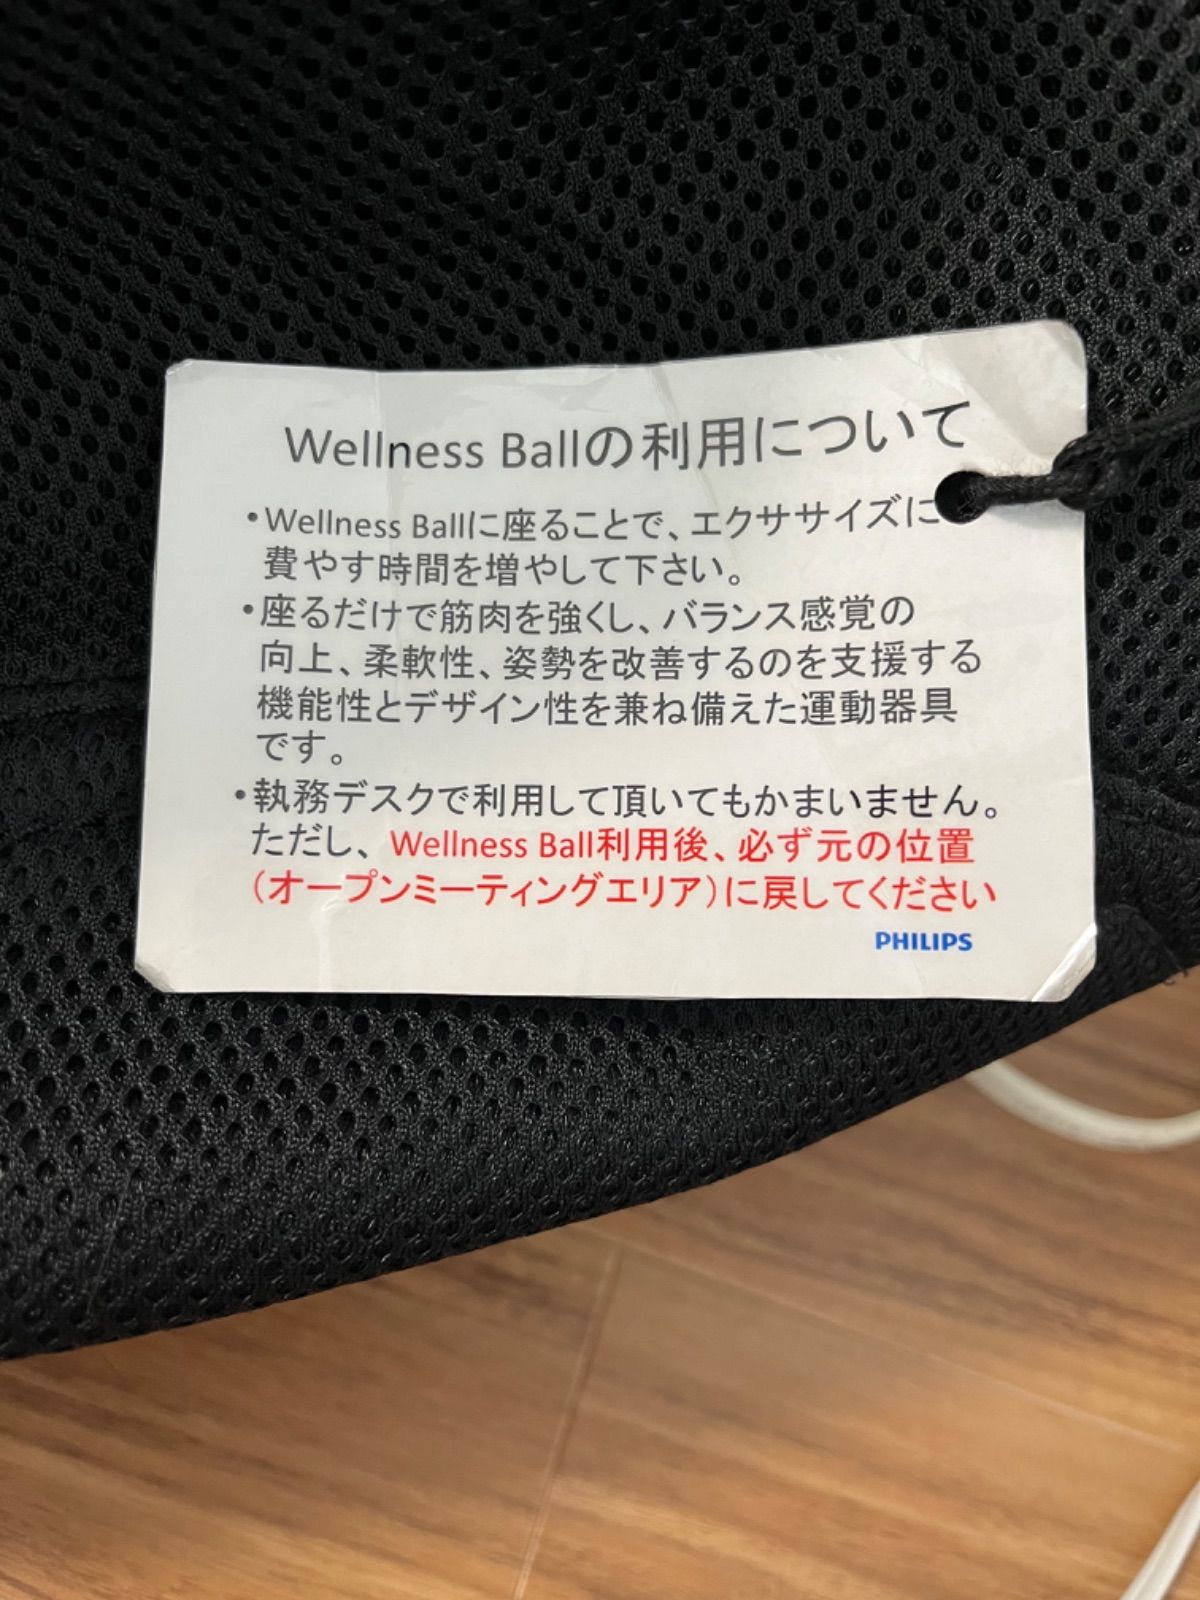 Wellness Ballの利用について
・Wellness Ballに座ることで、エクササイズに
費やす時間を増やして下さい。
・座るだけで筋肉を強くし、バランス感覚の
向上、柔軟性、姿勢を改善するのを支援する
機能性とデザイン性を兼ね備えた運動器具
です。
・執務デスクで利用して頂いてもかまいません。
ただし、Wellness Ball利用後、必ず元の位置
（オープンミーティングエリア）に戻してください
PHILIPS